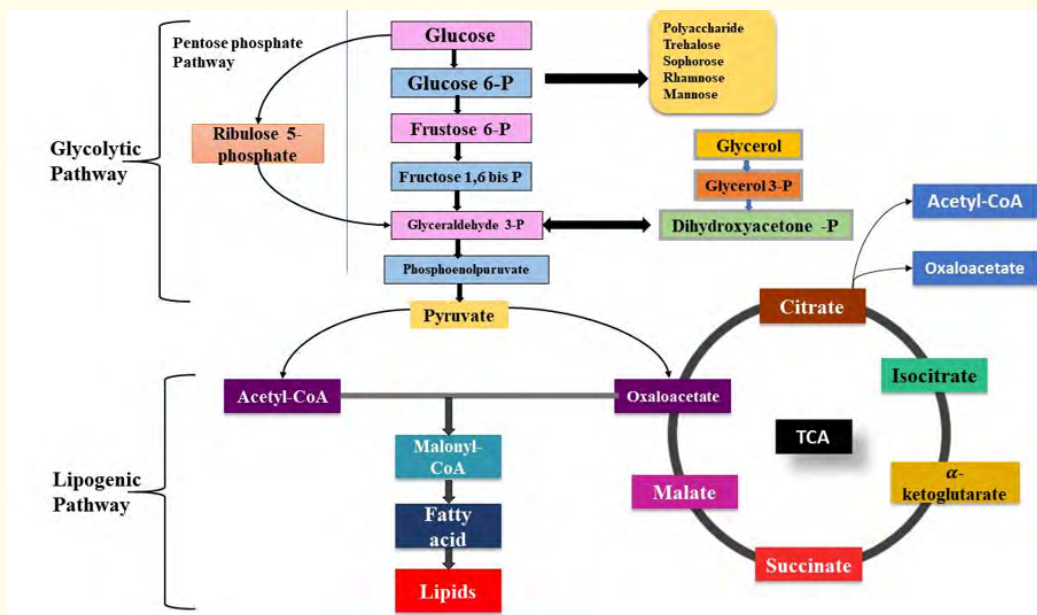 Pentose phosphate
Pathway
Glucose
Glucose 6-P
Frustose 6-P
Fructose 1,6 bis P
Glyceraldehyde 3-P
Phosphoenolpuruvate
Pyruvate
Ribulose 5-
phosphate
Glycolytic
Pathway
Polyaccharide
Trehalose
Sophorose
Rhamnose
Mannose
Glycerol
Glycerol 3-P
Dihydroxyacetone -P
Acetyl-CoA
Oxaloacetate
Citrate
Isocitrate
α-
ketoglutarate
Succinate
Malate
Oxaloacetate
TCA
Acetyl-CoA
Malonyl-
CoA
Fatty
acid
Lipids
Lipogenic
Pathway